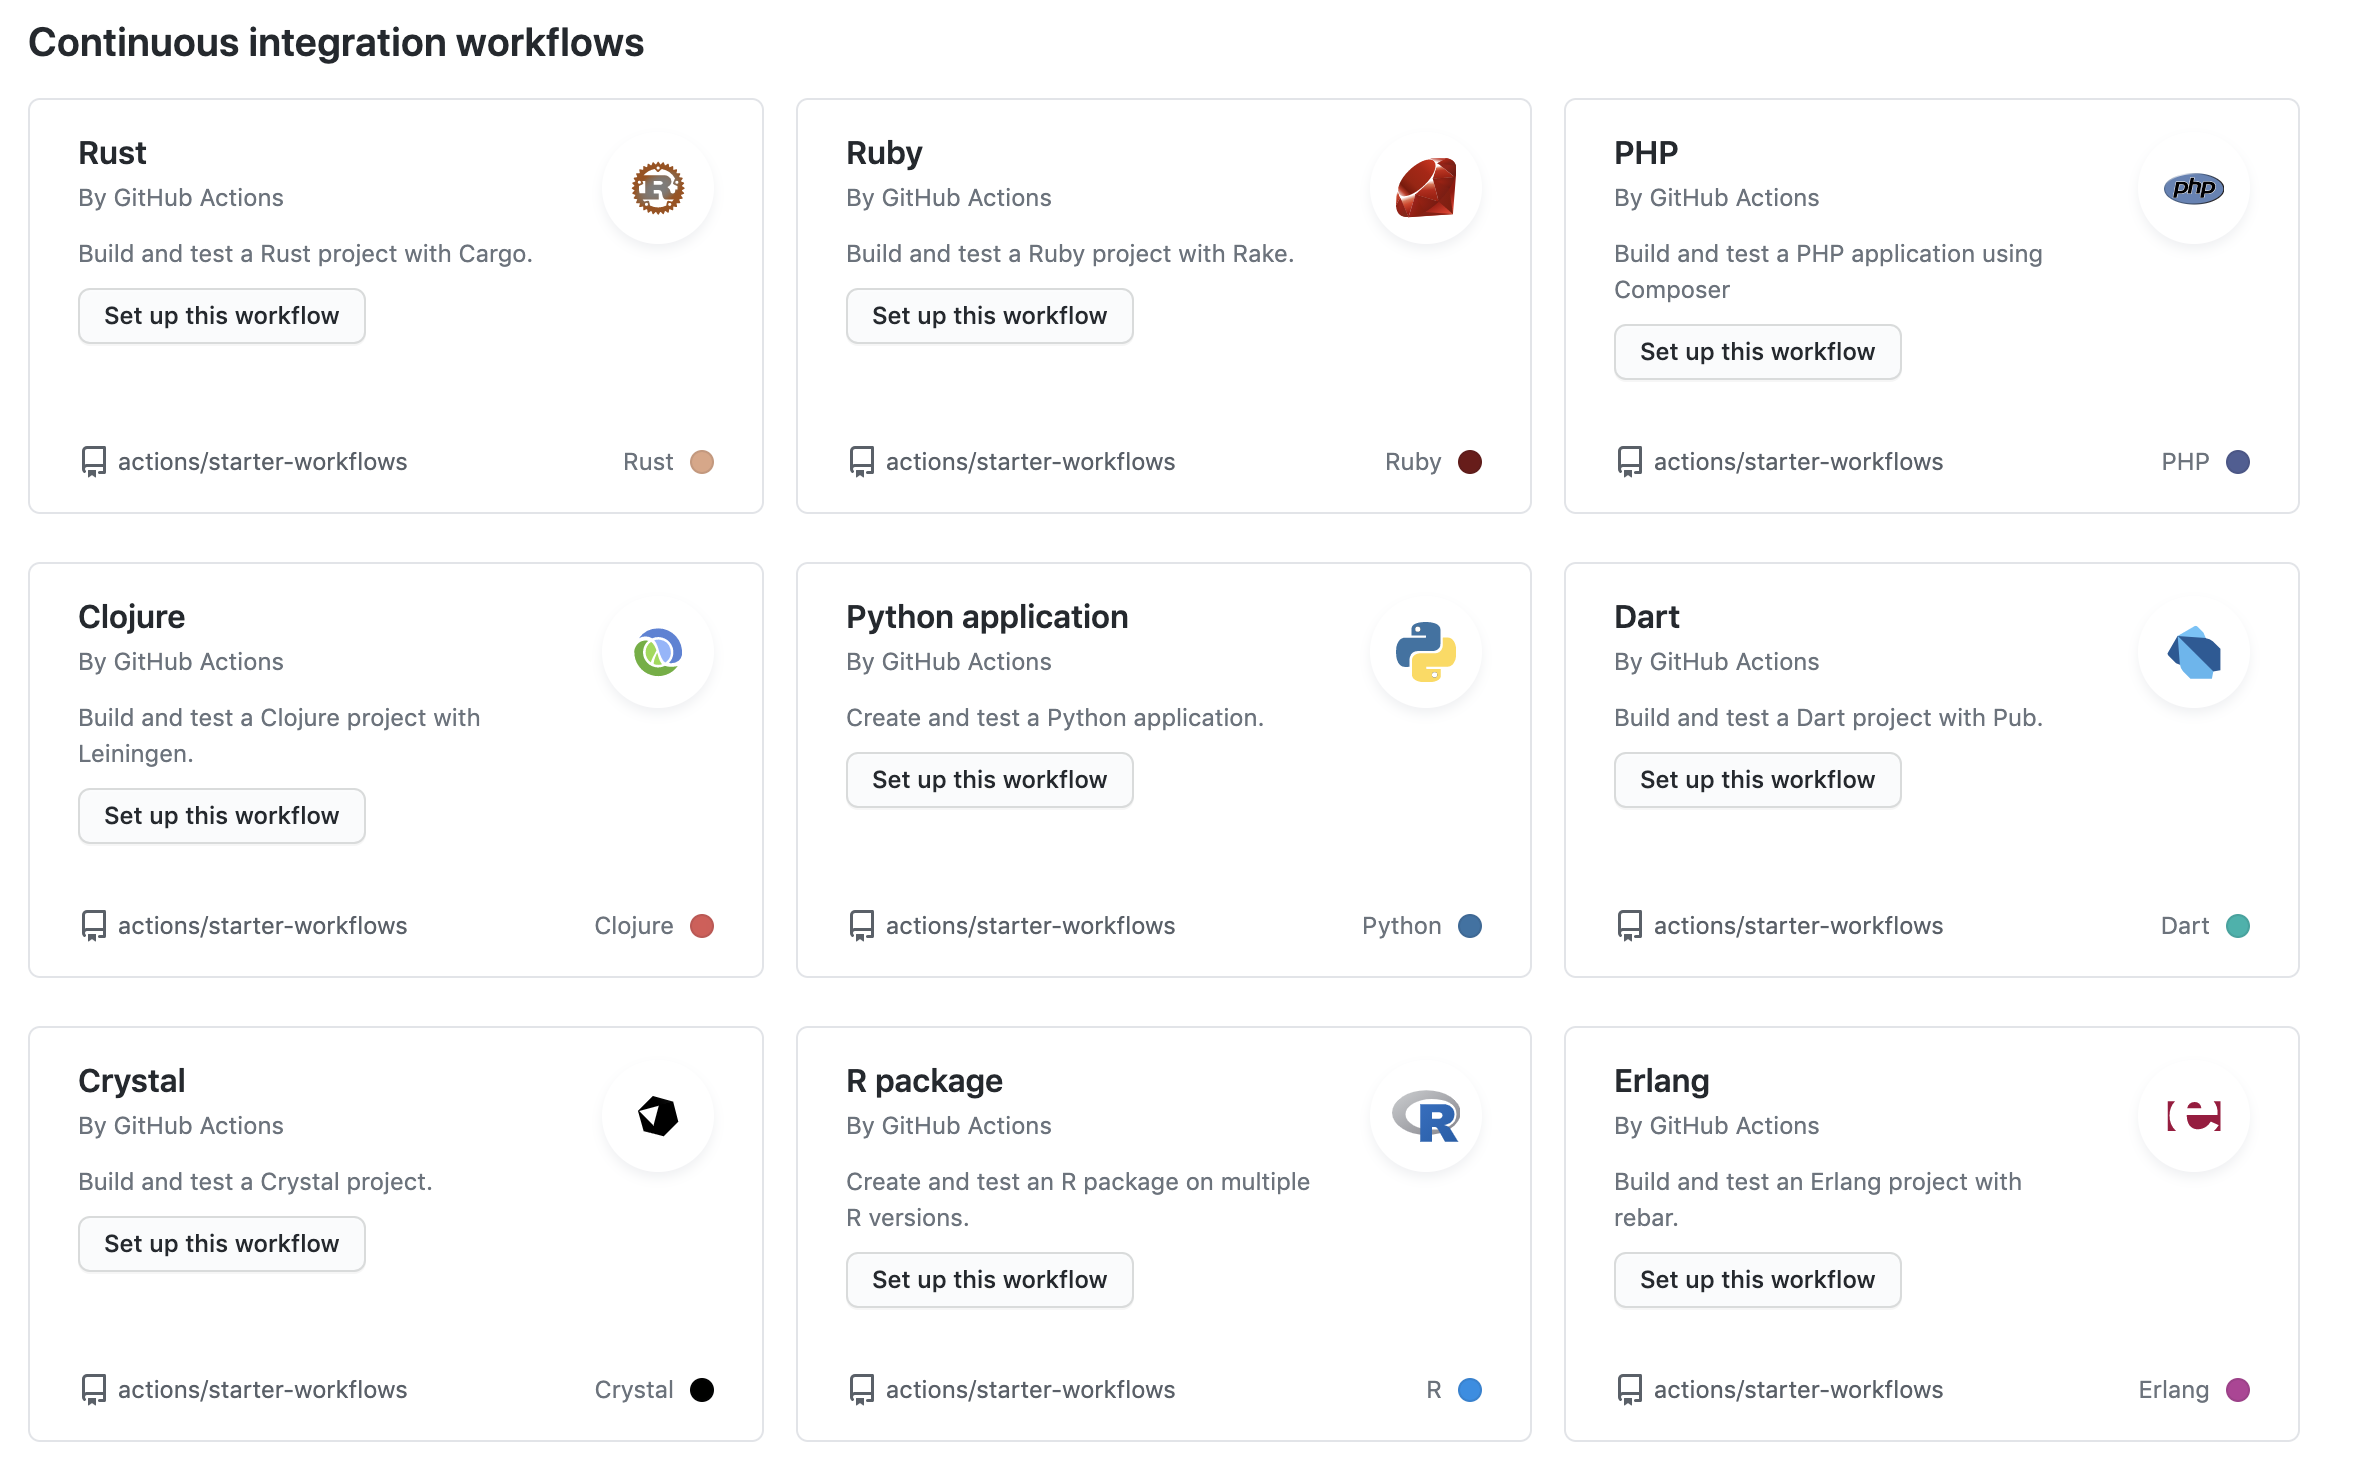 Continuous integration workflows
Rust
By GitHub Actions
Build and test a Rust project with Cargo.
Set up this workflow
actions/starter-workflows
Rust
Ruby
By GitHub Actions
Build and test a Ruby project with Rake.
Set up this workflow
actions/starter-workflows
Ruby
PHP
By GitHub Actions
php
Build and test a PHP application using
Composer
Set up this workflow
actions/starter-workflows
PHP
Clojure
By GitHub Actions
Build and test a Clojure project with
Leiningen.
Set up this workflow
actions/starter-workflows
Clojure
Python application
By GitHub Actions
Create and test a Python application.
Set up this workflow
actions/starter-workflows
Python
Dart
By GitHub Actions
Build and test a Dart project with Pub.
Set up this workflow
actions/starter-workflows
Dart
Crystal
By GitHub Actions
Build and test a Crystal project.
Set up this workflow
actions/starter-workflows
Crystal
R package
By GitHub Actions
R
Create and test an R package on multiple
R versions.
Set up this workflow
actions/starter-workflows
R
Erlang
By GitHub Actions
e
Build and test an Erlang project with
rebar.
Set up this workflow
actions/starter-workflows
Erlang